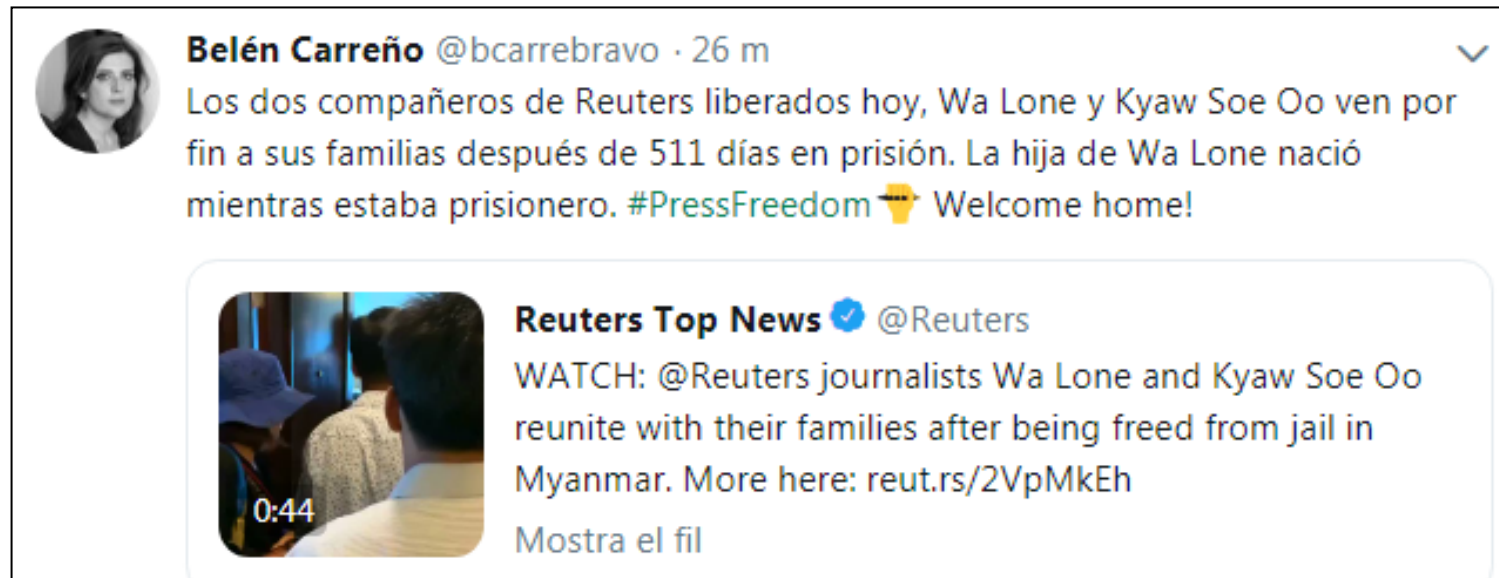 Belén Carreño @bcarrebravo · 26 m
Los dos compañeros de Reuters liberados hoy, Wa Lone y Kyaw Soe Oo ven por
fin a sus familias después de 511 días en prisión. La hija de Wa Lone nació
mientras estaba prisionero. #PressFreedom Welcome home!
Reuters Top News @Reuters
WATCH: @Reuters journalists Wa Lone and Kyaw Soe Oo
reunite with their families after being freed from jail in
Myanmar. More here: reut.rs/2VpMkEh
0:44
Mostra el fil